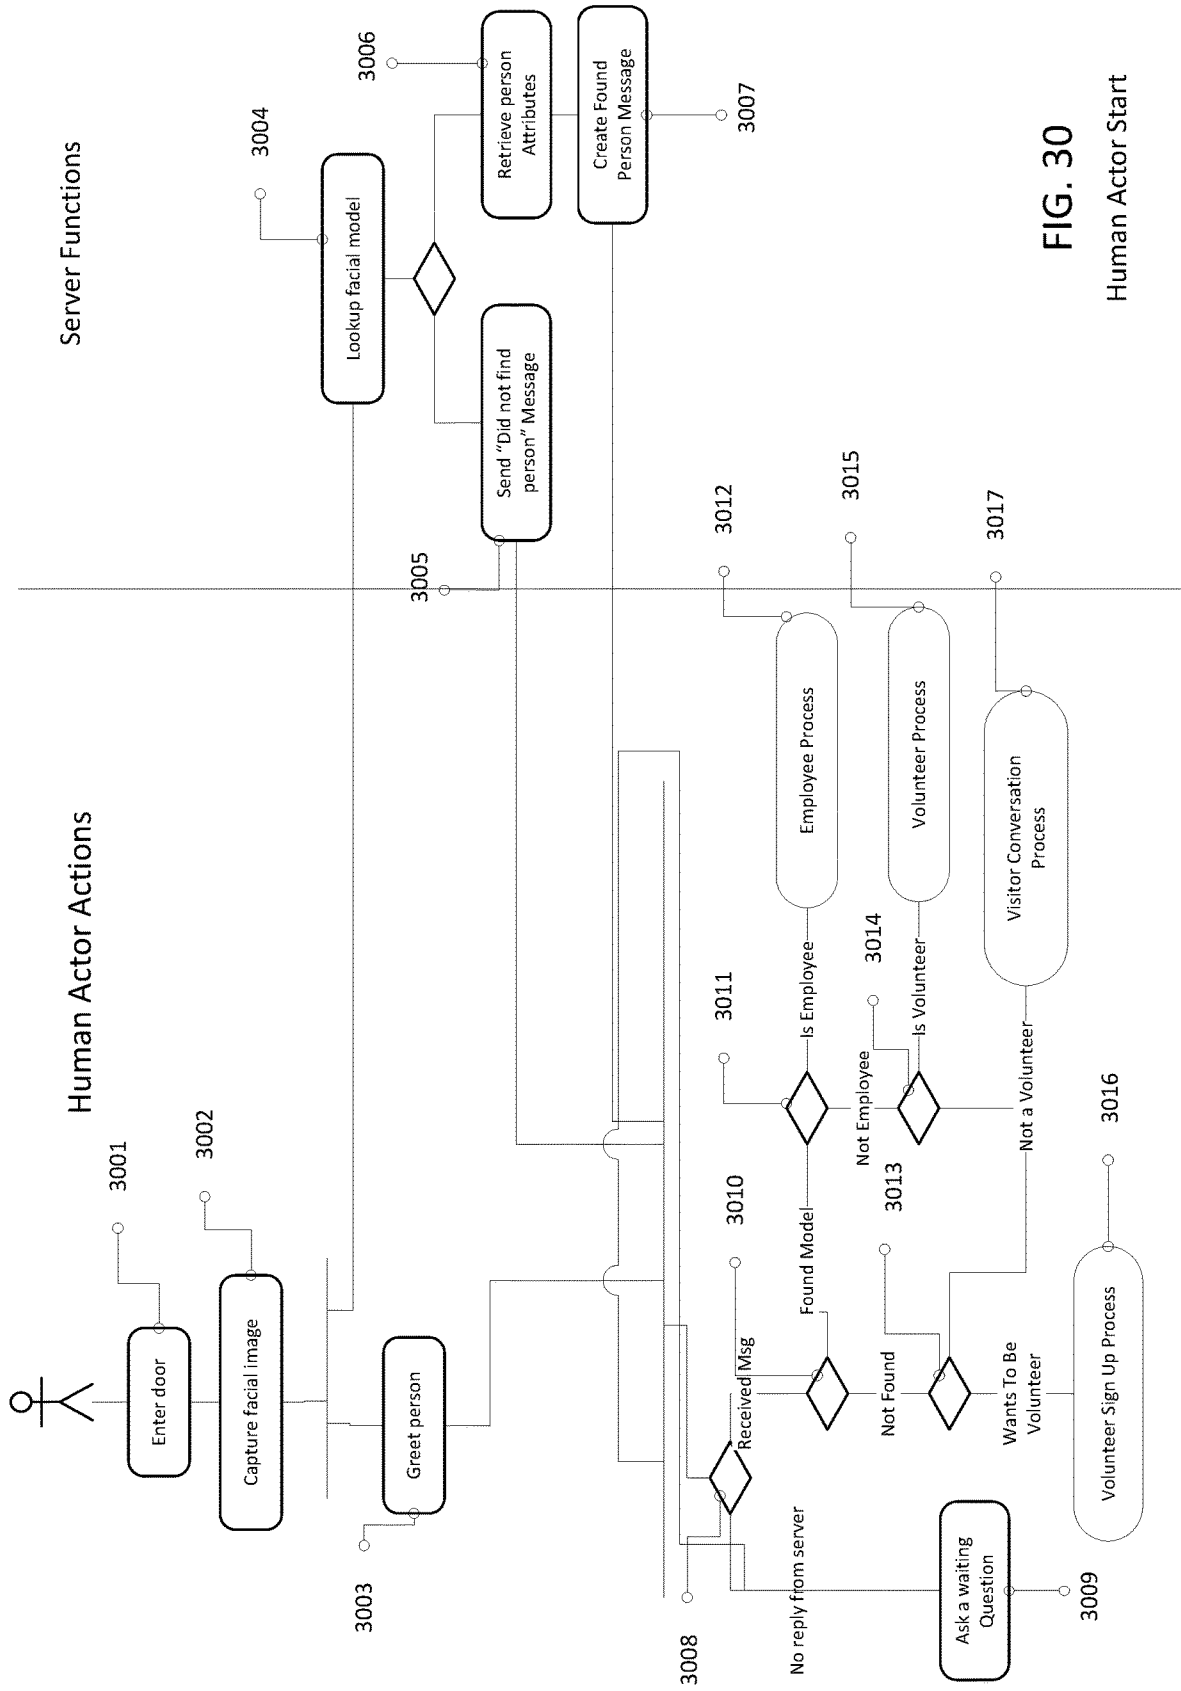 Human Actor Actions
Server Functions
3001
Enter door
3002
Capture facial image
3003
Greet person
3004
Lookup facial model
3005
Send “Did not find
person” Message
3006
Retrieve person
Attributes
Create Found
Person Message
3007
3008
Received Msg
No reply from server
Ask a waiting
Question
3009
3010
Found Model
Not Found
3011
Is Employee
Not Employee
3012
Employee Process
3013
Wants To Be
Volunteer
Not a Volunteer
3014
Is Volunteer
3015
Volunteer Process
3016
Volunteer Sign Up Process
3017
Visitor Conversation
Process
FIG. 30
Human Actor Start